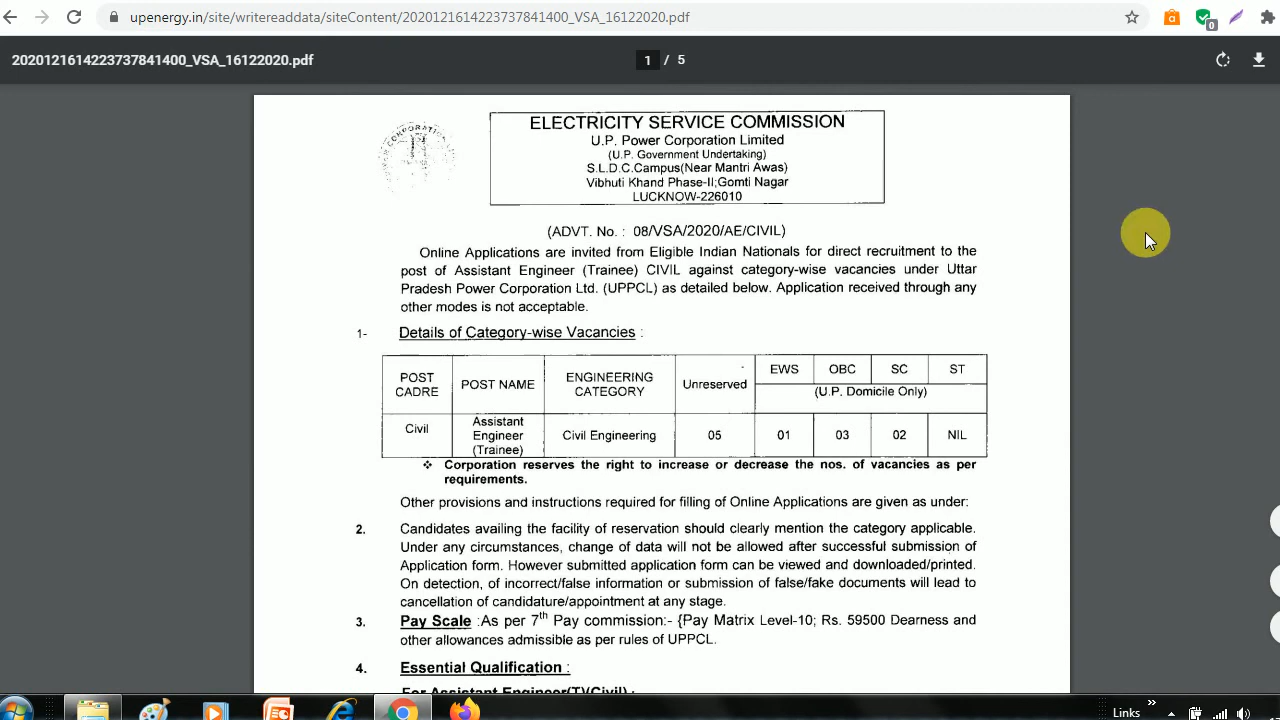 upenergy.in/site/writereaddata/siteContent/202012161422373784​1400_VSA_16122020.pdf
0
202012161422373784​1400_VSA_16122020.pdf
1 / 5
ELECTRICITY SERVICE COMMISSION
U.P. Power Corporation Limited
(U.P. Government Undertaking)
S.L.D.C.Campus(Near Mantri Awas)
Vibhuti Khand Phase-II;Gomti Nagar
LUCKNOW-226010
(ADVT. No. : 08/VSA/2020/AE/CIVIL)
Online Applications are invited from Eligible Indian Nationals for direct recruitment to the
post of Assistant Engineer (Trainee) CIVIL against category-wise vacancies under Uttar
Pradesh Power Corporation Ltd. (UPPCL) as detailed below. Application received through any
other modes is not acceptable.
1- Details of Category-wise Vacancies :
POST CADRE POST NAME ENGINEERING CATEGORY Unreserved EWS OBC SC ST
(U.P. Domicile Only)
Civil Assistant Engineer (Trainee) Civil Engineering 05 01 03 02 NIL
❖ Corporation reserves the right to increase or decrease the nos. of vacancies as per
requirements.
Other provisions and instructions required for filling of Online Applications are given as under:
2. Candidates availing the facility of reservation should clearly mention the category applicable.
Under any circumstances, change of data will not be allowed after successful submission of
Application form. However submitted application form can be viewed and downloaded/printed.
On detection, of incorrect/false information or submission of false/fake documents will lead to
cancellation of candidature/appointment at any stage.
3. Pay Scale :As per 7th Pay commission:- {Pay Matrix Level-10; Rs. 59500 Dearness and
other allowances admissible as per rules of UPPCL.
4. Essential Qualification :
For Assistant Engineer(T)(Civil) :
Links